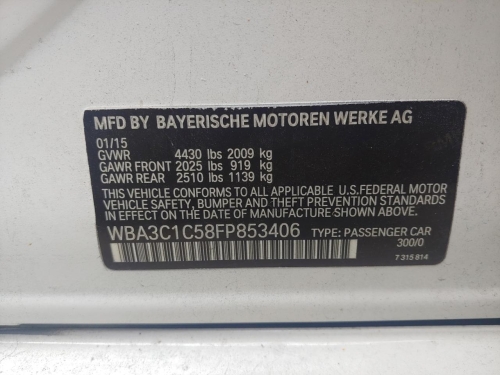 MFD BY BAYERISCHE MOTOREN WERKE AG
01/15
GVWR 4430 lbs 2009 kg
GAWR FRONT 2025 lbs 919 kg
GAWR REAR 2510 lbs 1139 kg
THIS VEHICLE CONFORMS TO ALL APPLICABLE U.S.FEDERAL MOTOR
VEHICLE SAFETY, BUMPER AND THEFT PREVENTION STANDARDS
IN EFFECT ON THE DATE OF MANUFACTURE SHOWN ABOVE.
WBA3C1C58FP853406 TYPE: PASSENGER CAR
300/0
7 315 814